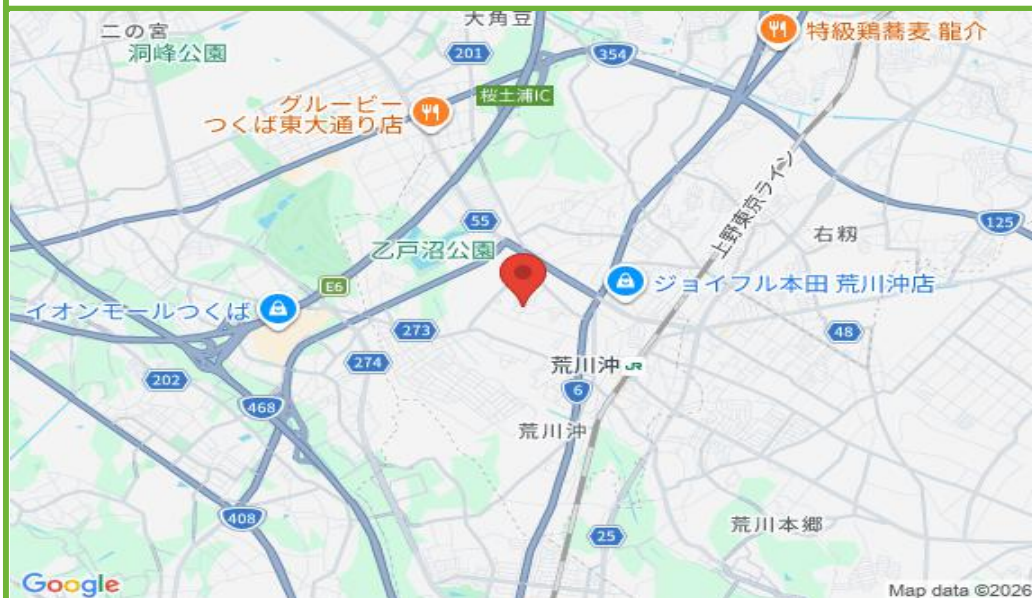 二の宮
洞峰公園
大角豆
201
354
特級鶏蕎麦 龍介
グルービー
つくば東大通り店
桜土浦IC
上野東京ライン
125
55
乙戸沼公園
右籾
E6
イオンモールつくば
ジョイフル本田 荒川沖店
273
48
274
荒川沖 JR
202
6
468
荒川沖
408
25
荒川本郷
Google
Map data ©2026